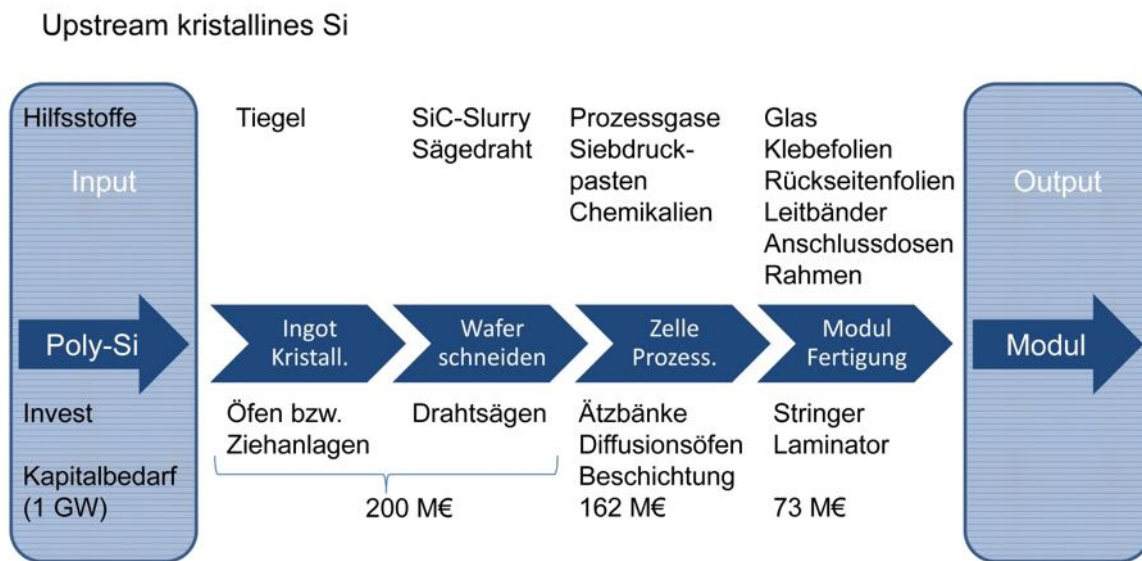 Upstream kristallines Si
Hilfsstoffe
Input
Tiegel
SiC-Slurry
Sägedraht
Prozessgase
Siebdruck-
pasten
Chemikalien
Glas
Klebefolien
Rückseitenfolien
Leitbänder
Anschlussdosen
Rahmen
Output
Poly-Si
Ingot
Kristall.
Wafer
schneiden
Zelle
Prozess.
Modul
Fertigung
Modul
Invest
Öfen bzw.
Ziehanlagen
Drahtsägen
Ätzbänke
Diffusionsöfen
Beschichtung
Stringer
Laminator
Kapitalbedarf
(1 GW)
200 M€
162 M€
73 M€